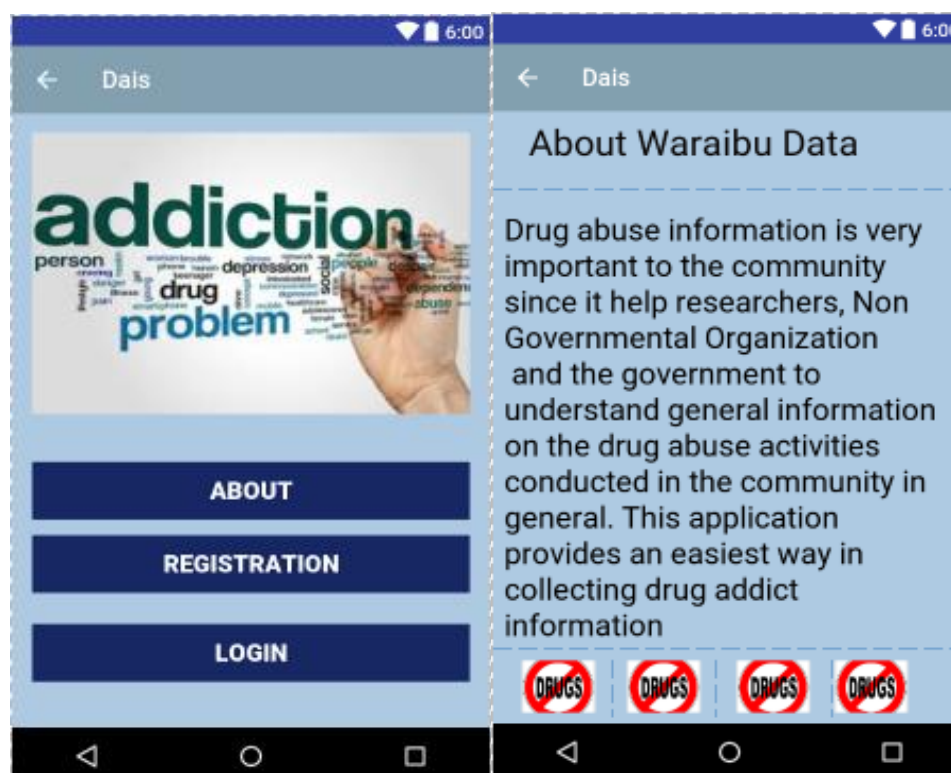 6:00
Dais
addiction
person
depression
drug
social
people
problem
abuse
ABOUT
REGISTRATION
LOGIN
Dais
About Waraibu Data
Drug abuse information is very
important to the community
since it help researchers, Non
Governmental Organization
and the government to
understand general information
on the drug abuse activities
conducted in the community in
general. This application
provides an easiest way in
collecting drug addict
information
DRUGS
DRUGS
DRUGS
DRUGS